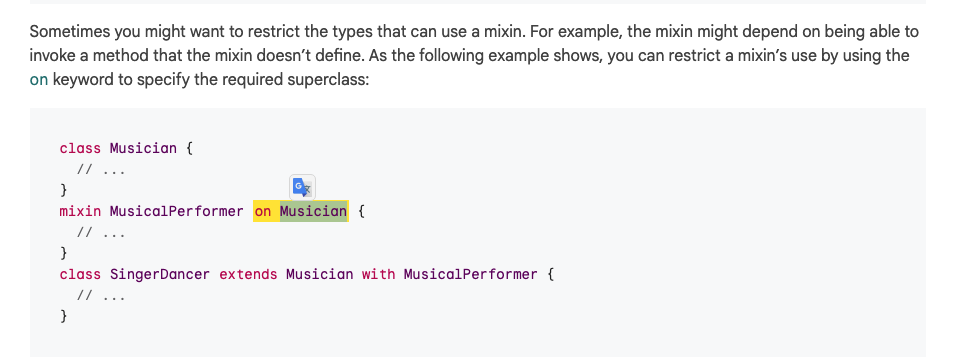 Sometimes you might want to restrict the types that can use a mixin. For example, the mixin might depend on being able to
invoke a method that the mixin doesn’t define. As the following example shows, you can restrict a mixin’s use by using the
on keyword to specify the required superclass:
class Musician {
  // ...
}
mixin MusicalPerformer on Musician {
  // ...
}
class SingerDancer extends Musician with MusicalPerformer {
  // ...
}